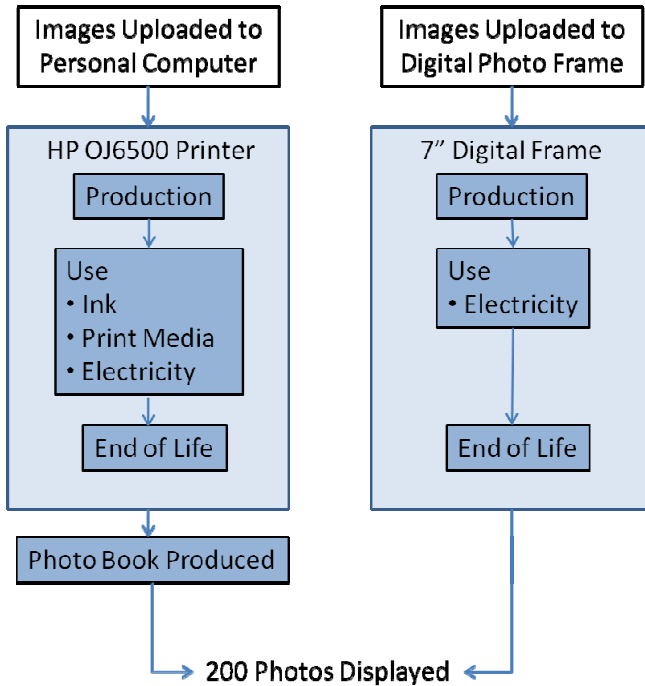 Images Uploaded to
Personal Computer
HP OJ6500 Printer
Production
Use
• Ink
• Print Media
• Electricity
End of Life
Photo Book Produced
Images Uploaded to
Digital Photo Frame
7” Digital Frame
Production
Use
• Electricity
End of Life
200 Photos Displayed